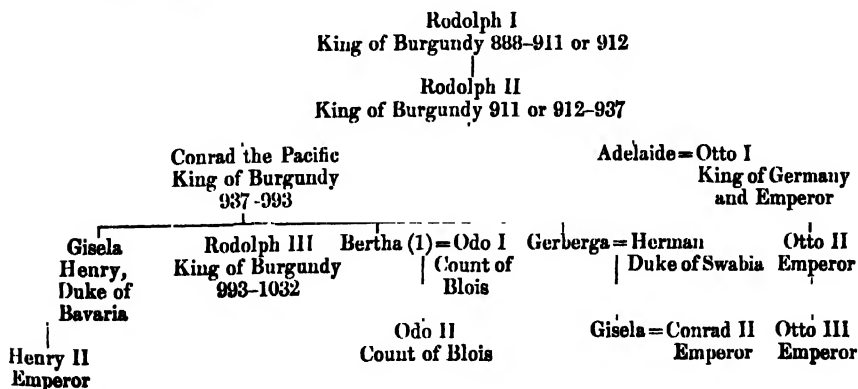 Rodolph I
King of Burgundy 888-911 or 912
Rodolph II
King of Burgundy 911 or 912-937
Conrad the Pacific
King of Burgundy
937-993
Adelaide = Otto I
King of Germany
and Emperor
Gisela
Henry,
Duke of
Bavaria
Rodolph III
King of Burgundy
993-1032
Bertha (1) = Odo I
Count of
Blois
Gerberga = Herman
Duke of Swabia
Otto II
Emperor
Henry II
Emperor
Odo II
Count of Blois
Gisela = Conrad II
Emperor
Otto III
Emperor